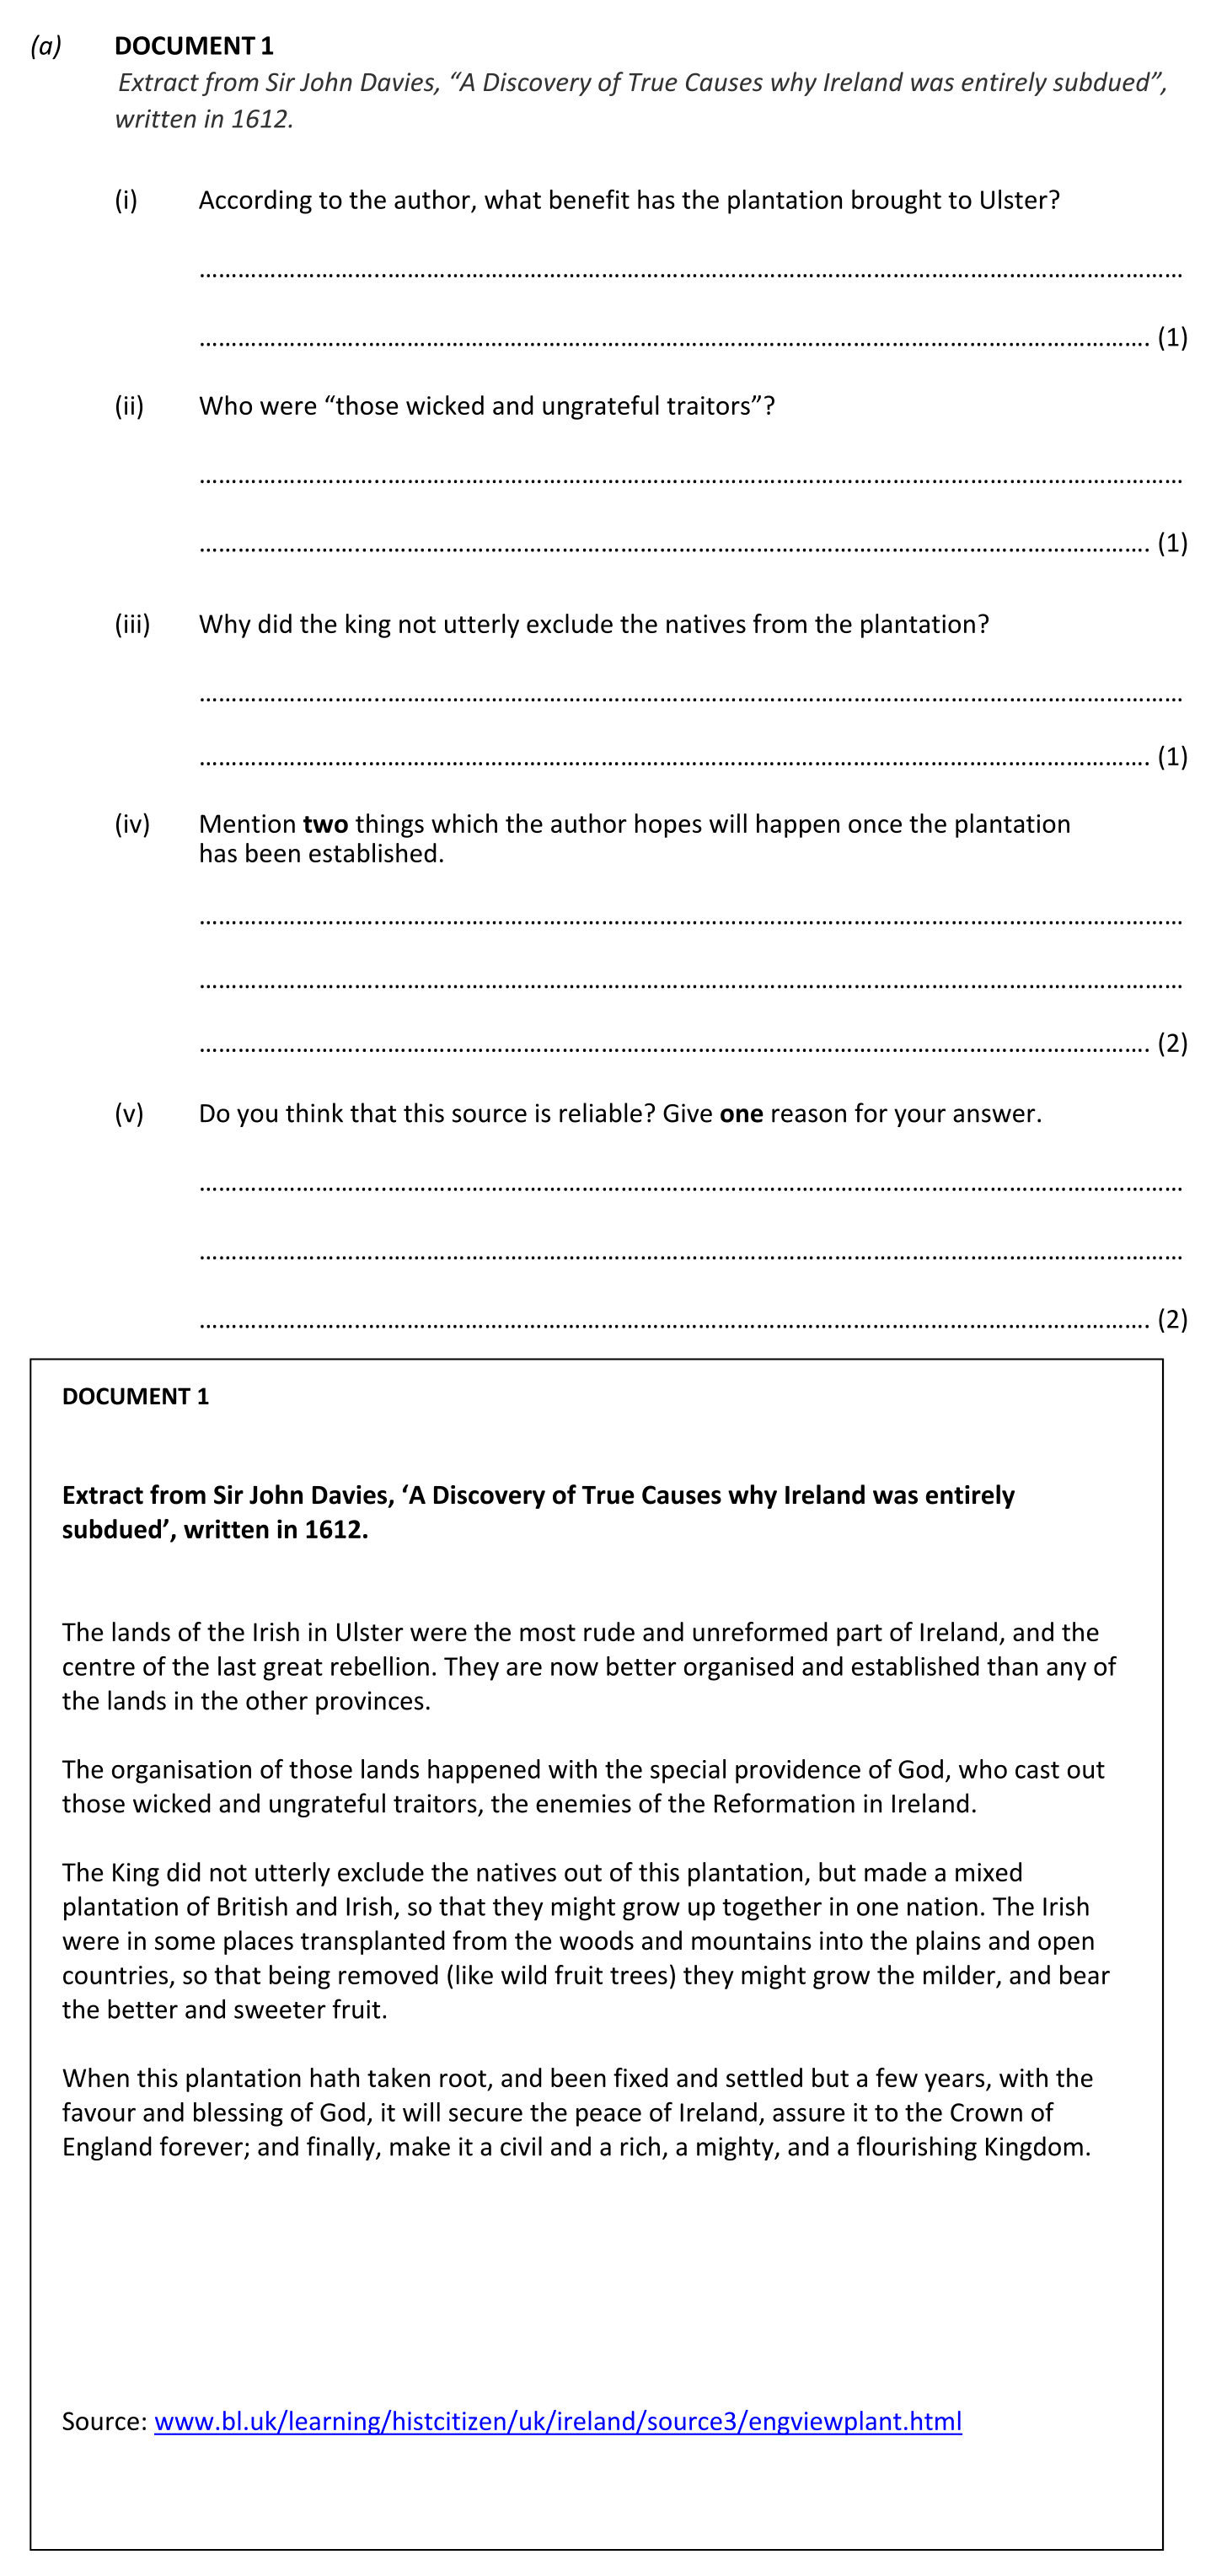 (a) DOCUMENT 1
Extract from Sir John Davies, “A Discovery of True Causes why Ireland was entirely subdued”,
written in 1612.
(i) According to the author, what benefit has the plantation brought to Ulster?
(1)
(ii) Who were “those wicked and ungrateful traitors”?
(1)
(iii) Why did the king not utterly exclude the natives from the plantation?
(1)
(iv) Mention two things which the author hopes will happen once the plantation
has been established.
(2)
(v) Do you think that this source is reliable? Give one reason for your answer.
(2)
DOCUMENT 1
Extract from Sir John Davies, ‘A Discovery of True Causes why Ireland was entirely
subdued’, written in 1612.
The lands of the Irish in Ulster were the most rude and unreformed part of Ireland, and the
centre of the last great rebellion. They are now better organised and established than any of
the lands in the other provinces.
The organisation of those lands happened with the special providence of God, who cast out
those wicked and ungrateful traitors, the enemies of the Reformation in Ireland.
The King did not utterly exclude the natives out of this plantation, but made a mixed
plantation of British and Irish, so that they might grow up together in one nation. The Irish
were in some places transplanted from the woods and mountains into the plains and open
countries, so that being removed (like wild fruit trees) they might grow the milder, and bear
the better and sweeter fruit.
When this plantation hath taken root, and been fixed and settled but a few years, with the
favour and blessing of God, it will secure the peace of Ireland, assure it to the Crown of
England forever; and finally, make it a civil and a rich, a mighty, and a flourishing Kingdom.
Source: www.bl.uk/learning/histcitizen/uk/ireland/source3/engviewplant.html